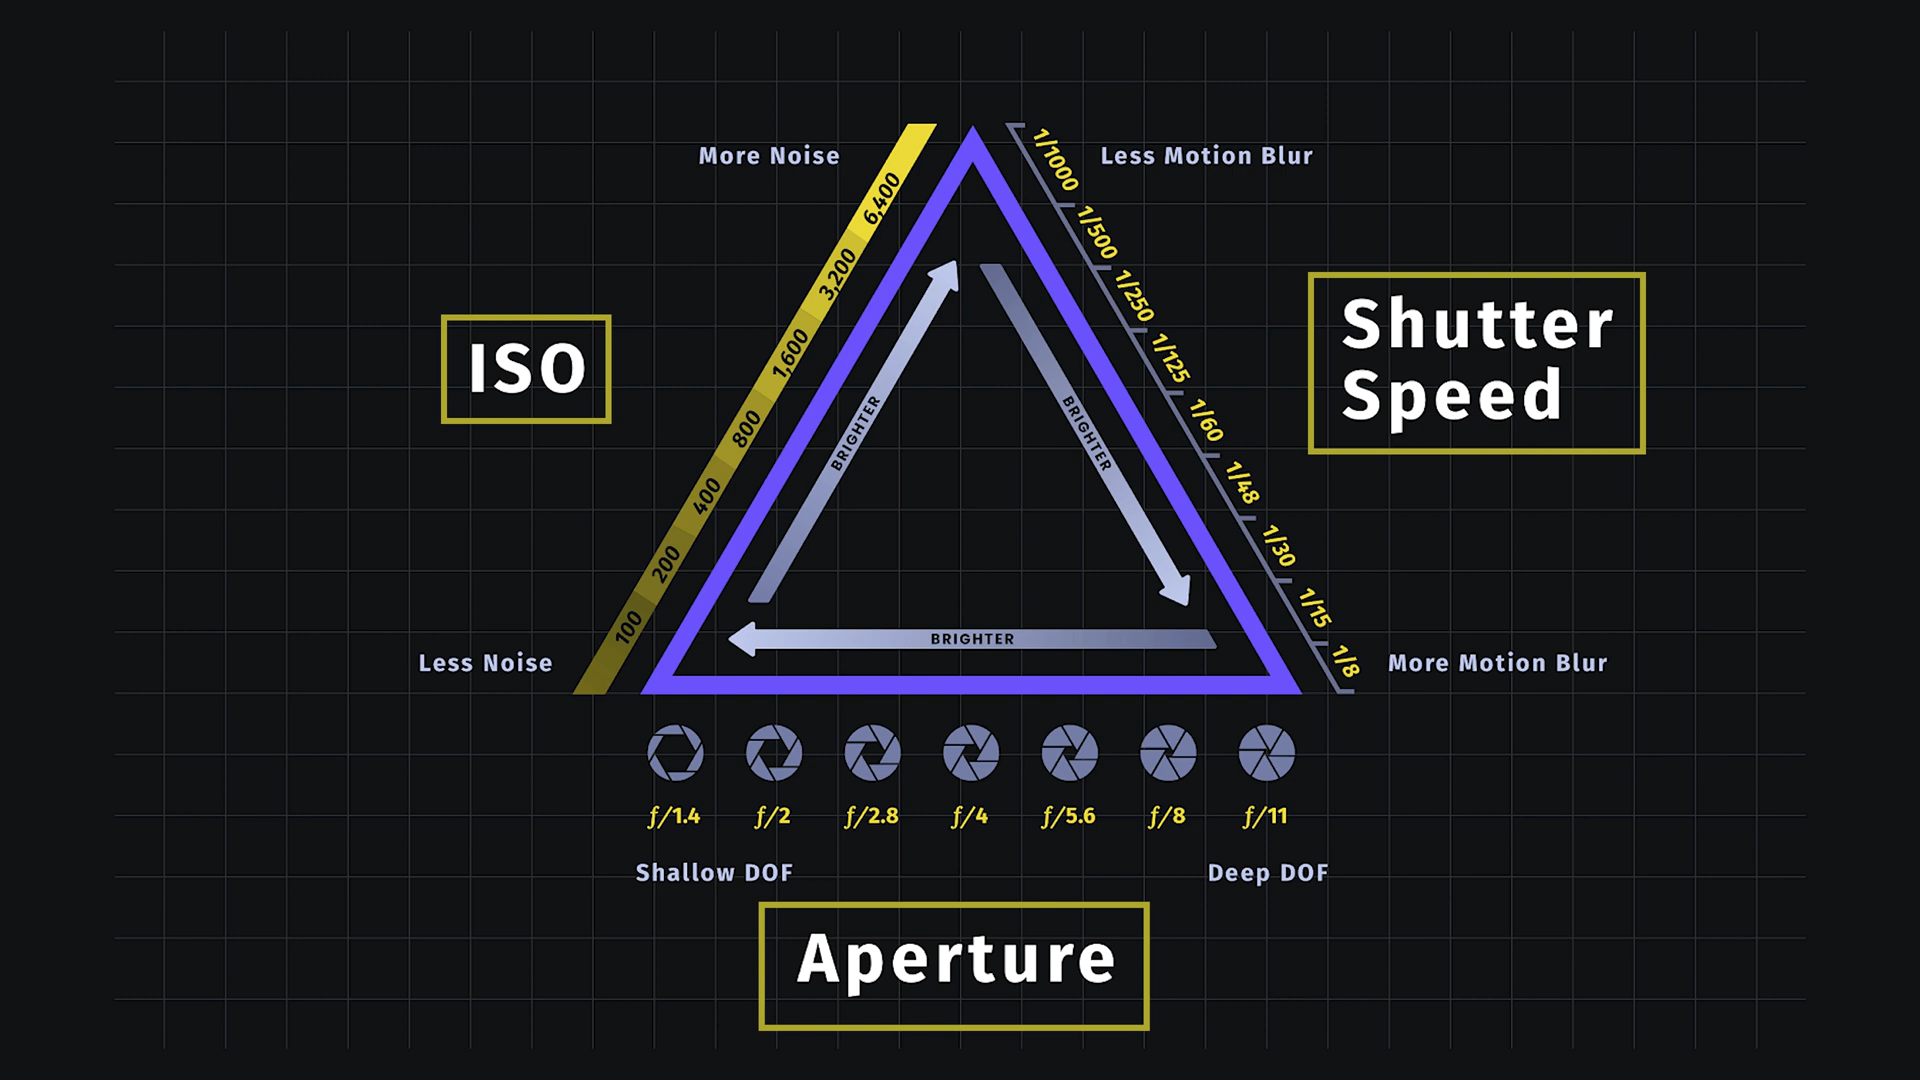 More Noise
Less Motion Blur
ISO
Shutter
Speed
6,400
3,200
1,600
800
400
200
100
1/1000
1/500
1/250
1/125
1/60
1/48
1/30
1/15
1/8
BRIGHTER
BRIGHTER
BRIGHTER
Less Noise
More Motion Blur
ƒ/1.4
ƒ/2
ƒ/2.8
ƒ/4
ƒ/5.6
ƒ/8
ƒ/11
Shallow DOF
Deep DOF
Aperture